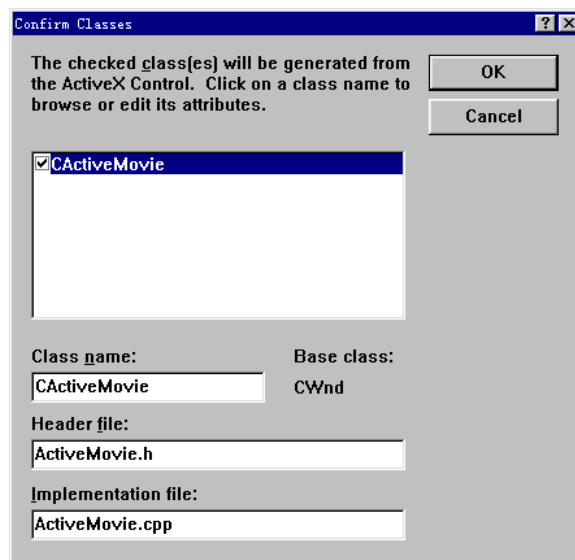 Confirm Classes
The checked class(es) will be generated from
the ActiveX Control. Click on a class name to
browse or edit its attributes.
OK
Cancel
CActiveMovie
Class name:
Base class:
CActiveMovie
CWnd
Header file:
ActiveMovie.h
Implementation file:
ActiveMovie.cpp